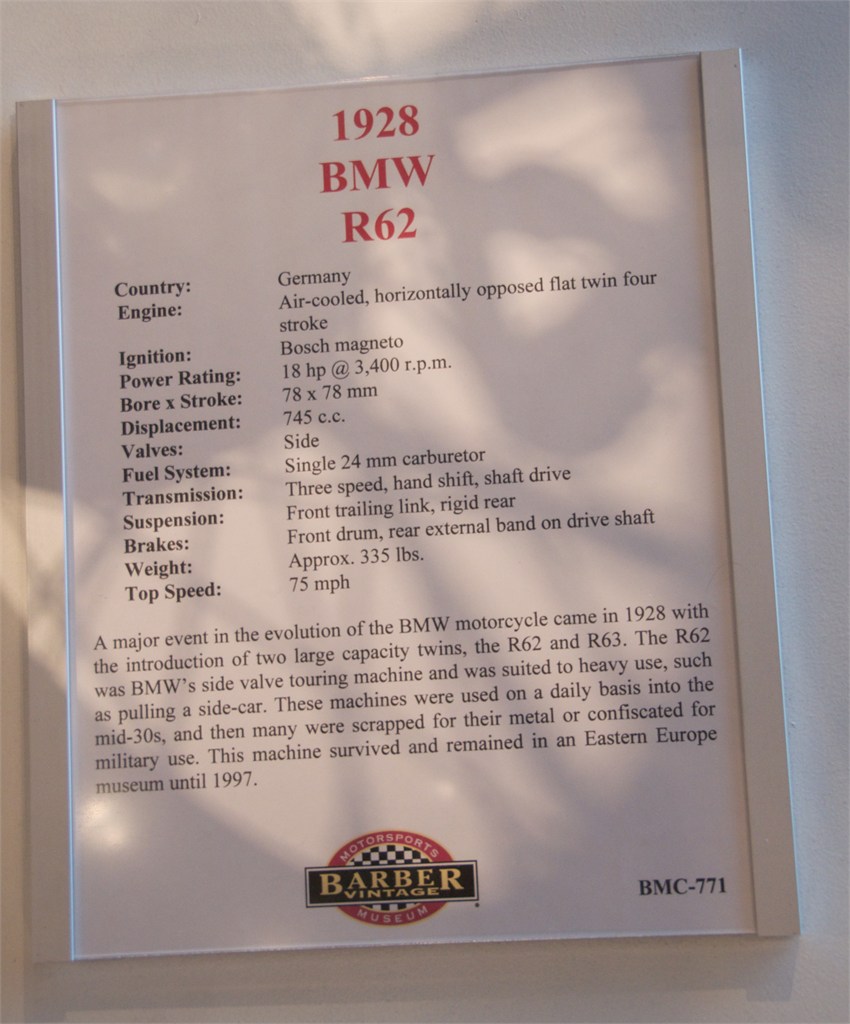 1928
BMW
R62
Country: Germany
Engine: Air-cooled, horizontally opposed flat twin four
stroke
Ignition: Bosch magneto
Power Rating: 18 hp @ 3,400 r.p.m.
Bore x Stroke: 78 x 78 mm
Displacement: 745 c.c.
Valves: Side
Fuel System: Single 24 mm carburetor
Transmission: Three speed, hand shift, shaft drive
Suspension: Front trailing link, rigid rear
Brakes: Front drum, rear external band on drive shaft
Weight: Approx. 335 lbs.
Top Speed: 75 mph
A major event in the evolution of the BMW motorcycle came in 1928 with
the introduction of two large capacity twins, the R62 and R63. The R62
was BMW's side valve touring machine and was suited to heavy use, such
as pulling a side-car. These machines were used on a daily basis into the
mid-30s, and then many were scrapped for their metal or confiscated for
military use. This machine survived and remained in an Eastern Europe
museum until 1997.
MOTORSPORTS
BARBER
VINTAGE
MUSEUM
BMC-771